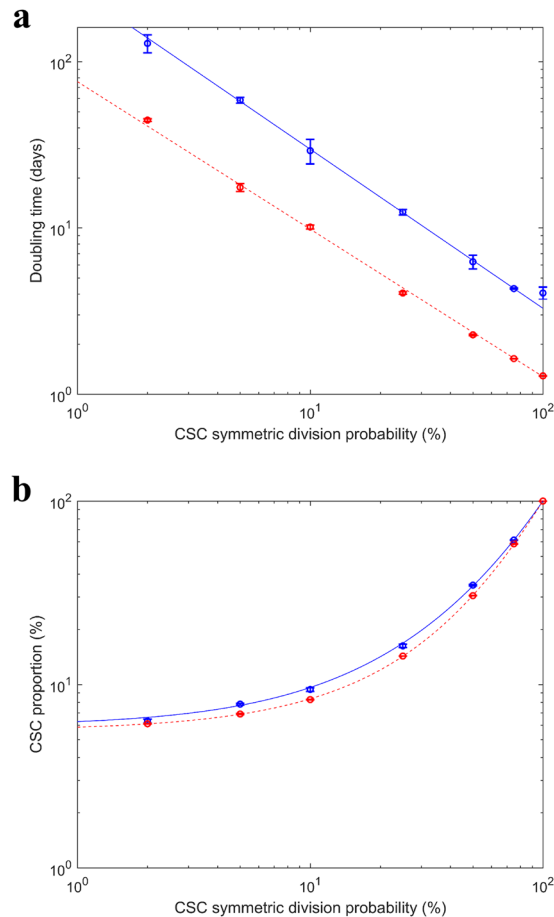 a
10²
10¹
10⁰
Doubling time (days)
10⁰ 10¹ 10²
CSC symmetric division probability (%)
b
10²
10¹
10⁰
CSC proportion (%)
10⁰ 10¹ 10²
CSC symmetric division probability (%)